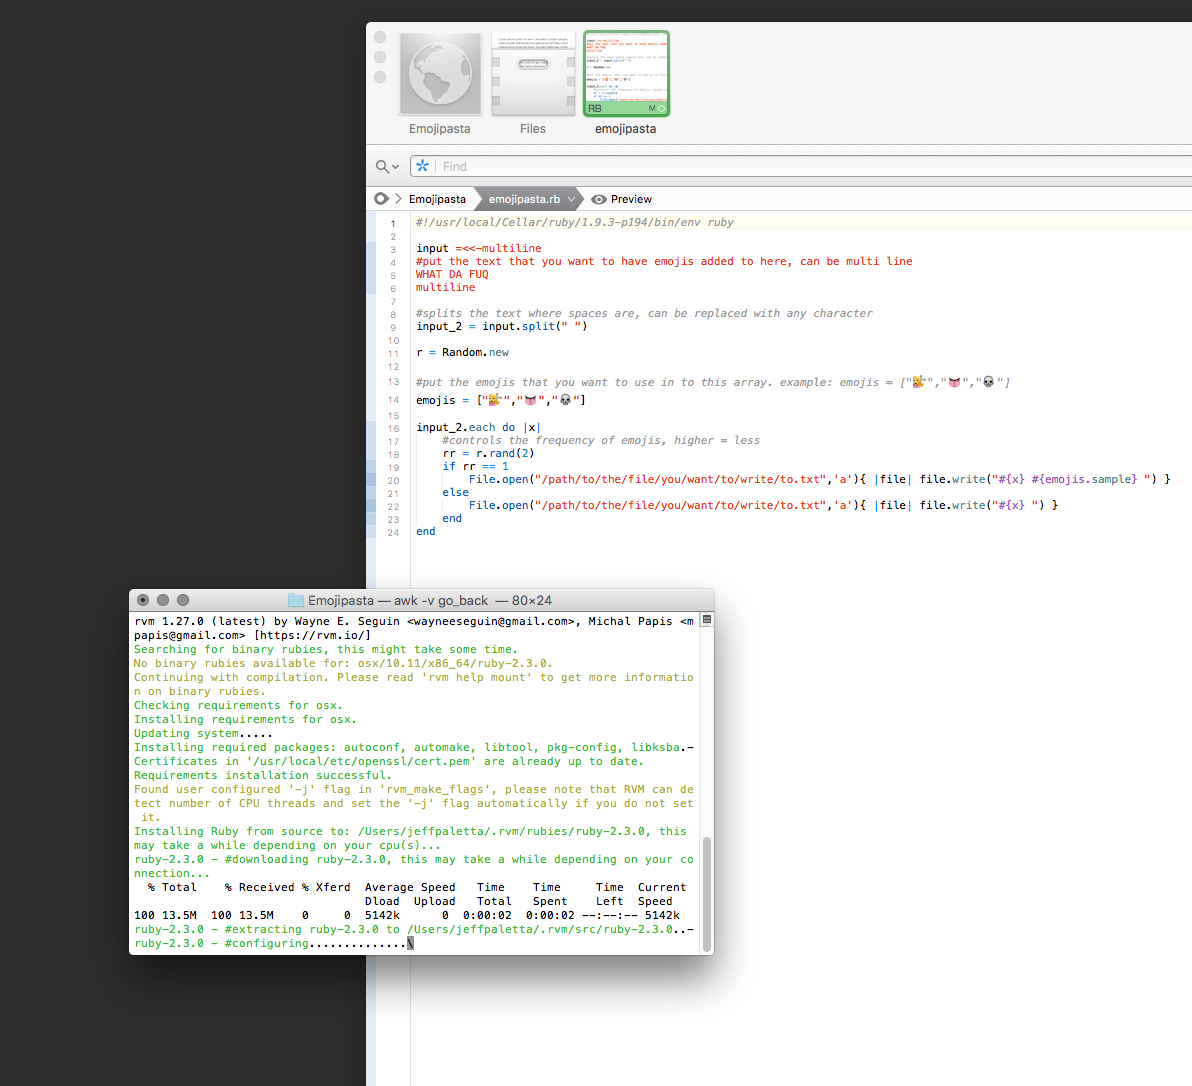 RB
M
Emojipasta
Files
emojipasta
Find
Emojipasta
emojipasta.rb
Preview
1 #!/usr/local/Cellar/ruby/1.9.3-p194/bin/env ruby
2
3 input =<<-multiline
4 #put the text that you want to have emojis added to here, can be multi line
5 WHAT DA FUQ
6 multiline
7
8 #splits the text where spaces are, can be replaced with any character
9 input_2 = input.split(" ")
10
11 r = Random.new
12
13 #put the emojis that you want to use in to this array. example: emojis = ["💁","👅","💀"]
14 emojis = ["💁","👅","💀"]
15
16 input_2.each do |x|
17 #controls the frequency of emojis, higher = less
18 rr = r.rand(2)
19 if rr == 1
20 File.open("/path/to/the/file/you/want/to/write/to.txt",'a'){ |file| file.write("#{x} #{emojis.sample} ") }
21 else
22 File.open("/path/to/the/file/you/want/to/write/to.txt",'a'){ |file| file.write("#{x} ") }
23 end
24 end
Emojipasta — awk -v go_back — 80×24
rvm 1.27.0 (latest) by Wayne E. Seguin <wayneeseguin@gmail.com>, Michal Papis <m
papis@gmail.com> [https://rvm.io/]
Searching for binary rubies, this might take some time.
No binary rubies available for: osx/10.11/x86_64/ruby-2.3.0.
Continuing with compilation. Please read 'rvm help mount' to get more informatio
n on binary rubies.
Checking requirements for osx.
Installing requirements for osx.
Updating system.....
Installing required packages: autoconf, automake, libtool, pkg-config, libksba.-
Certificates in '/usr/local/etc/openssl/cert.pem' are already up to date.
Requirements installation successful.
Found user configured '-j' flag in 'rvm_make_flags', please note that RVM can de
tect number of CPU threads and set the '-j' flag automatically if you do not set
it.
Installing Ruby from source to: /Users/jeffpaletta/.rvm/rubies/ruby-2.3.0, this
may take a while depending on your cpu(s)...
ruby-2.3.0 - #downloading ruby-2.3.0, this may take a while depending on your co
nnection...
% Total % Received % Xferd Average Speed Time Time Time Current
Dload Upload Total Spent Left Speed
100 13.5M 100 13.5M 0 0 5142k 0 0:00:02 0:00:02 --:--:-- 5142k
ruby-2.3.0 - #extracting ruby-2.3.0 to /Users/jeffpaletta/.rvm/src/ruby-2.3.0..-
ruby-2.3.0 - #configuring..............\